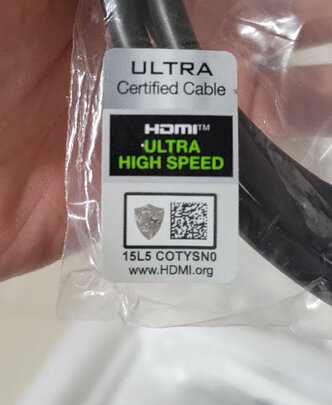 ULTRA
Certified Cable
HDMI™
ULTRA
HIGH SPEED
15L5 COTYSN0
www.HDMI.org